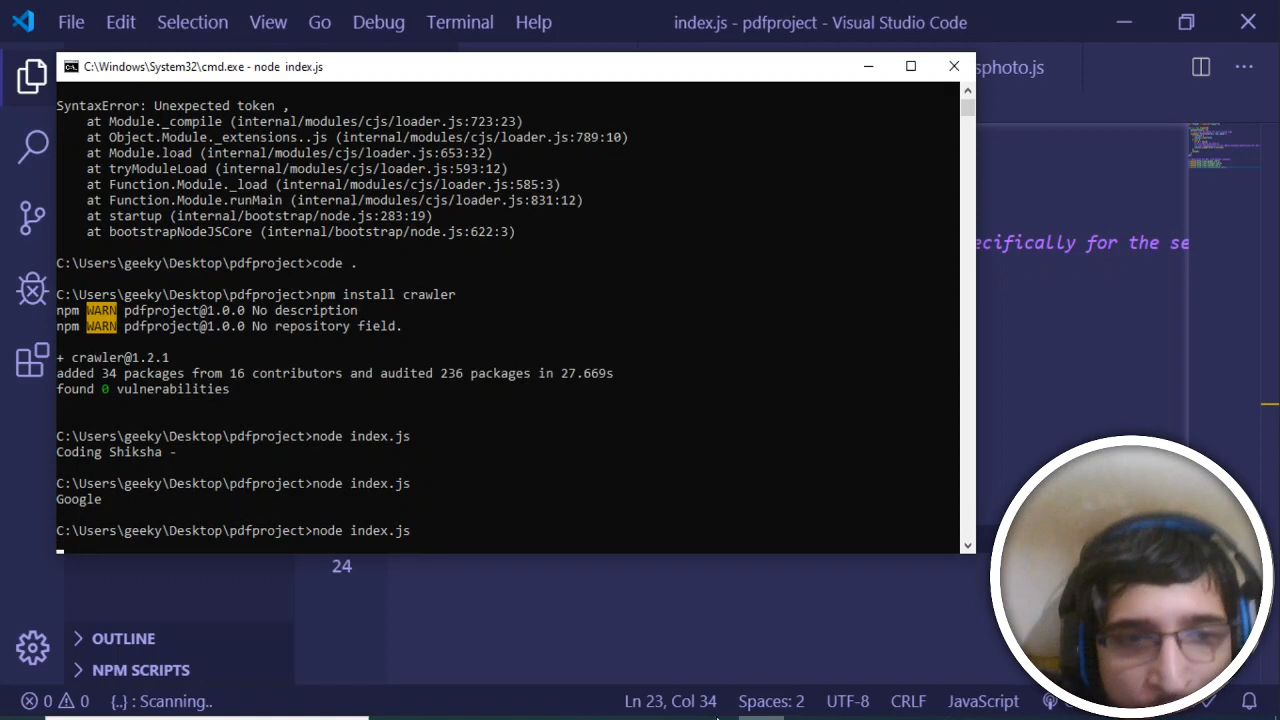 File Edit Selection View Go Debug Terminal Help index.js - pdfproject - Visual Studio Code
C:\Windows\System32\cmd.exe - node index.js
sphoto.js
SyntaxError: Unexpected token ,
at Module._compile (internal/modules/cjs/loader.js:723:23)
at Object.Module._extensions..js (internal/modules/cjs/loader.js:789:10)
at Module.load (internal/modules/cjs/loader.js:653:32)
at tryModuleLoad (internal/modules/cjs/loader.js:593:12)
at Function.Module._load (internal/modules/cjs/loader.js:585:3)
at Function.Module.runMain (internal/modules/cjs/loader.js:831:12)
at startup (internal/bootstrap/node.js:283:19)
at bootstrapNodeJSCore (internal/bootstrap/node.js:622:3)
ecifically for the se
C:\Users\geeky\Desktop\pdfproject>code .
C:\Users\geeky\Desktop\pdfproject>npm install crawler
npm WARN pdfproject@1.0.0 No description
npm WARN pdfproject@1.0.0 No repository field.
+ crawler@1.2.1
added 34 packages from 16 contributors and audited 236 packages in 27.669s
found 0 vulnerabilities
C:\Users\geeky\Desktop\pdfproject>node index.js
Coding Shiksha -
C:\Users\geeky\Desktop\pdfproject>node index.js
Google
C:\Users\geeky\Desktop\pdfproject>node index.js
24
OUTLINE
NPM SCRIPTS
0 0 {..} : Scanning.. Ln 23, Col 34 Spaces: 2 UTF-8 CRLF JavaScript